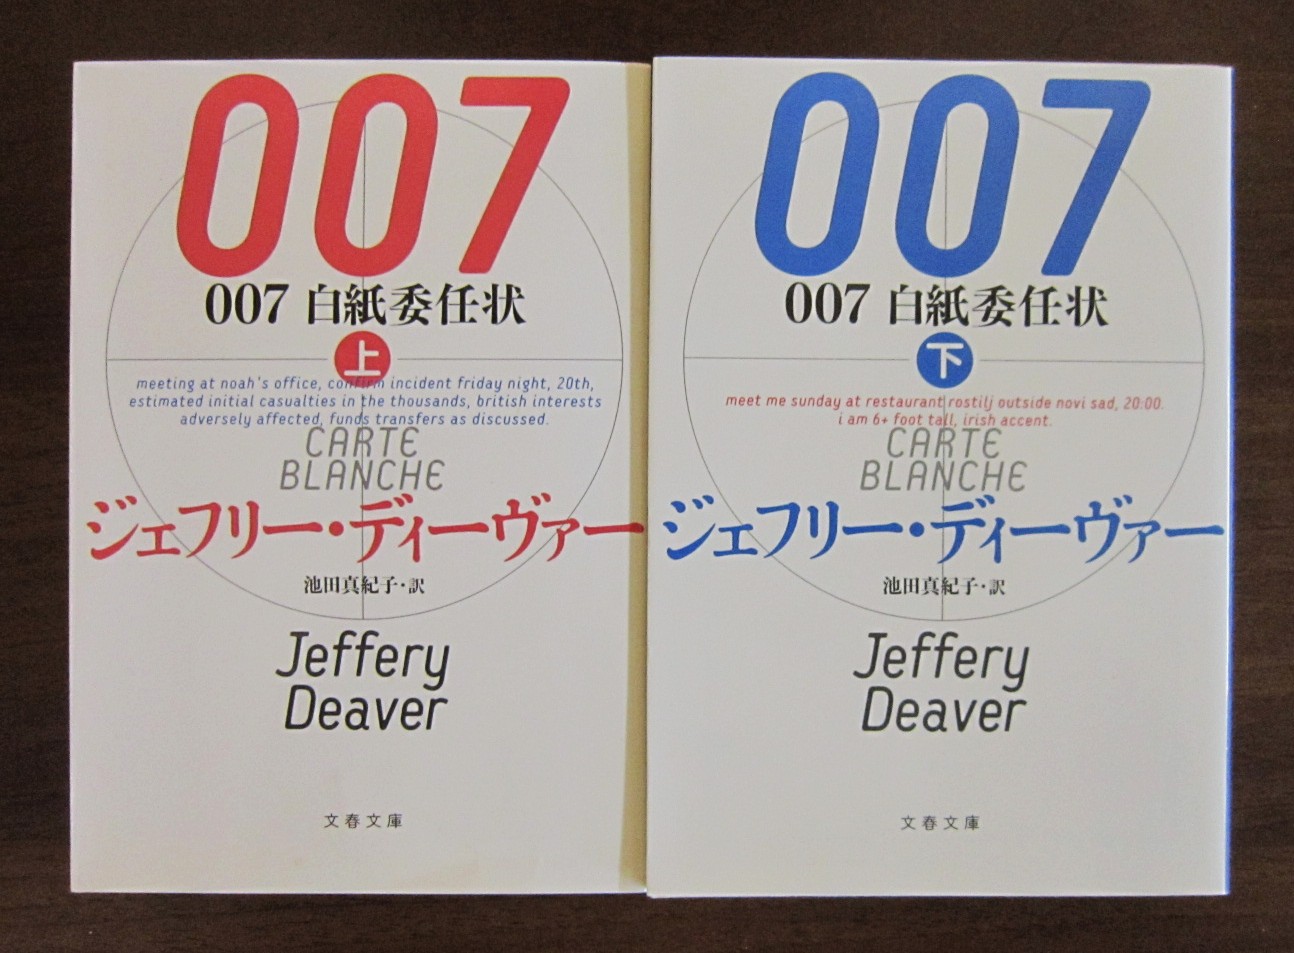 007
007 白紙委任状
上
meeting at noah's office, confirm incident friday night, 20th,
estimated initial casualties in the thousands, british interests
adversely affected, funds transfers as discussed.
CARTE
BLANCHE
ジェフリー・ディーヴァー
池田真紀子・訳
Jeffery
Deaver
文春文庫
007
007 白紙委任状
下
meet me sunday at restaurant rostilj outside novi sad, 20:00.
i am 6+ foot tall, irish accent.
CARTE
BLANCHE
ジェフリー・ディーヴァー
池田真紀子・訳
Jeffery
Deaver
文春文庫